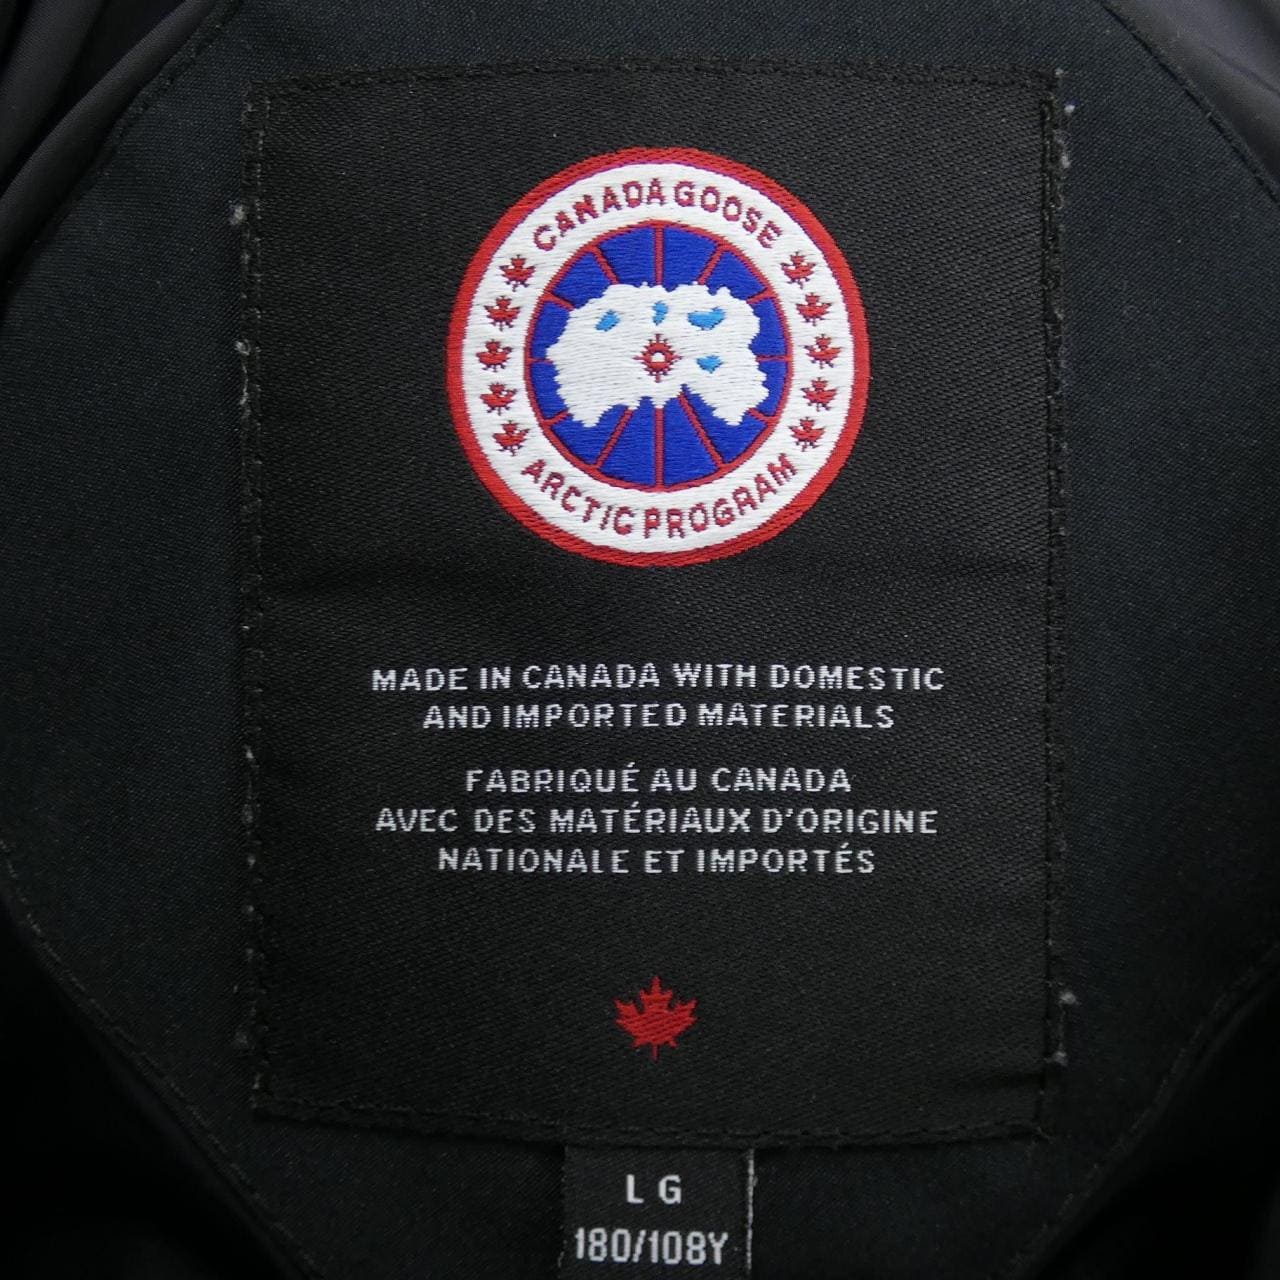 CANADA GOOSE
ARCTIC PROGRAM
MADE IN CANADA WITH DOMESTIC
AND IMPORTED MATERIALS
FABRIQUÉ AU CANADA
AVEC DES MATÉRIAUX D'ORIGINE
NATIONALE ET IMPORTÉS
LG
180/108Y